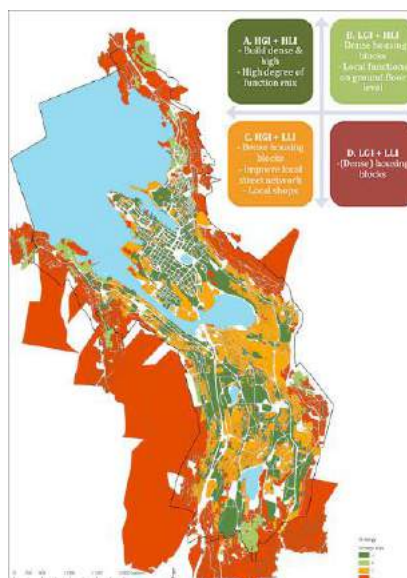 A. HGI + HLI
- Build dense &
high
- High degree of
function mix
B. LGI + HLI
- Dense housing
blocks
- Local functions
on ground floor
level
C. HGI + LLI
- Dense housing
blocks
- Improve local
street network
- Local shops
D. LGI + LLI
- (Dense) housing
blocks